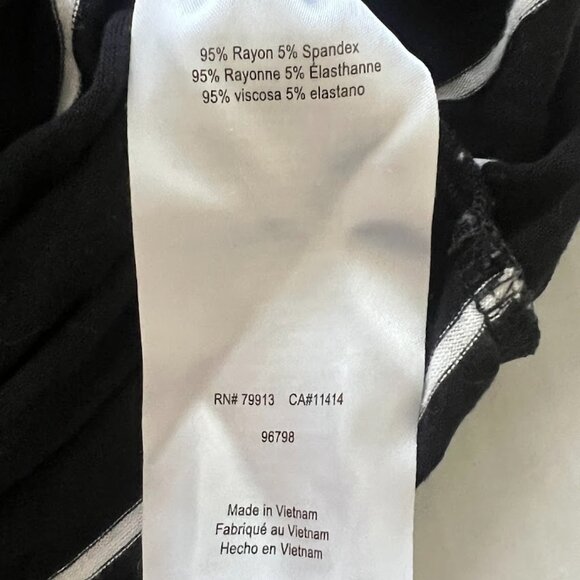 95% Rayon 5% Spandex
95% Rayonne 5% Élasthanne
95% viscosa 5% elastano
RN# 79913 CA#11414
96798
Made in Vietnam
Fabriqué au Vietnam
Hecho en Vietnam